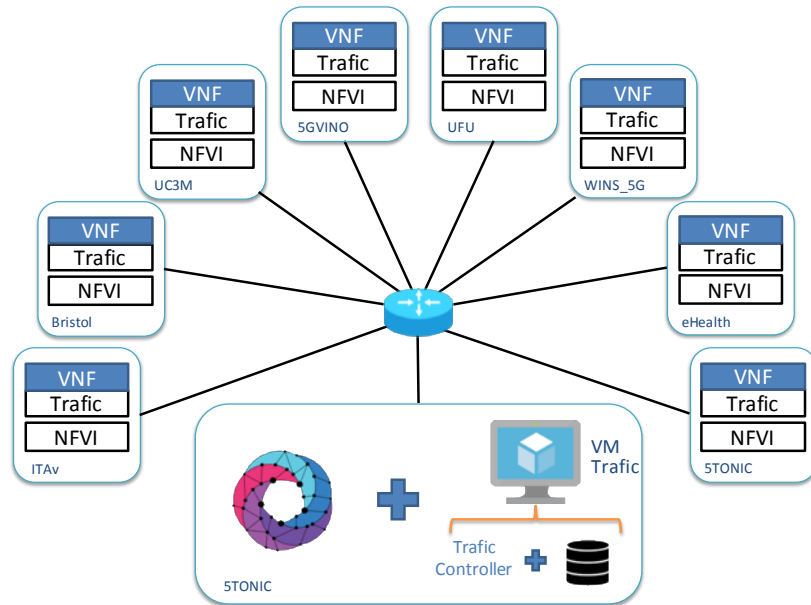 VNF
Trafic
NFVI
5GVINO
VNF
Trafic
NFVI
UFU
VNF
Trafic
NFVI
UC3M
VNF
Trafic
NFVI
WINS_5G
VNF
Trafic
NFVI
Bristol
VNF
Trafic
NFVI
eHealth
VNF
Trafic
NFVI
ITAv
VNF
Trafic
NFVI
5TONIC
VM
Trafic
Trafic
Controller
5TONIC